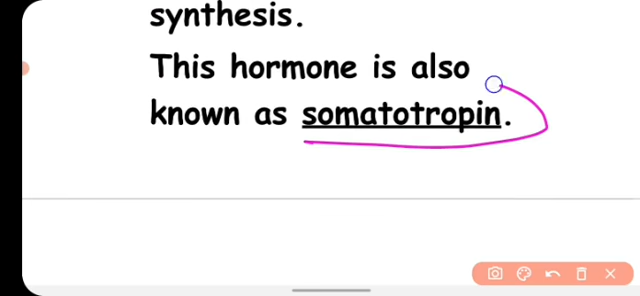 synthesis.
This hormone is also
known as somatotropin.